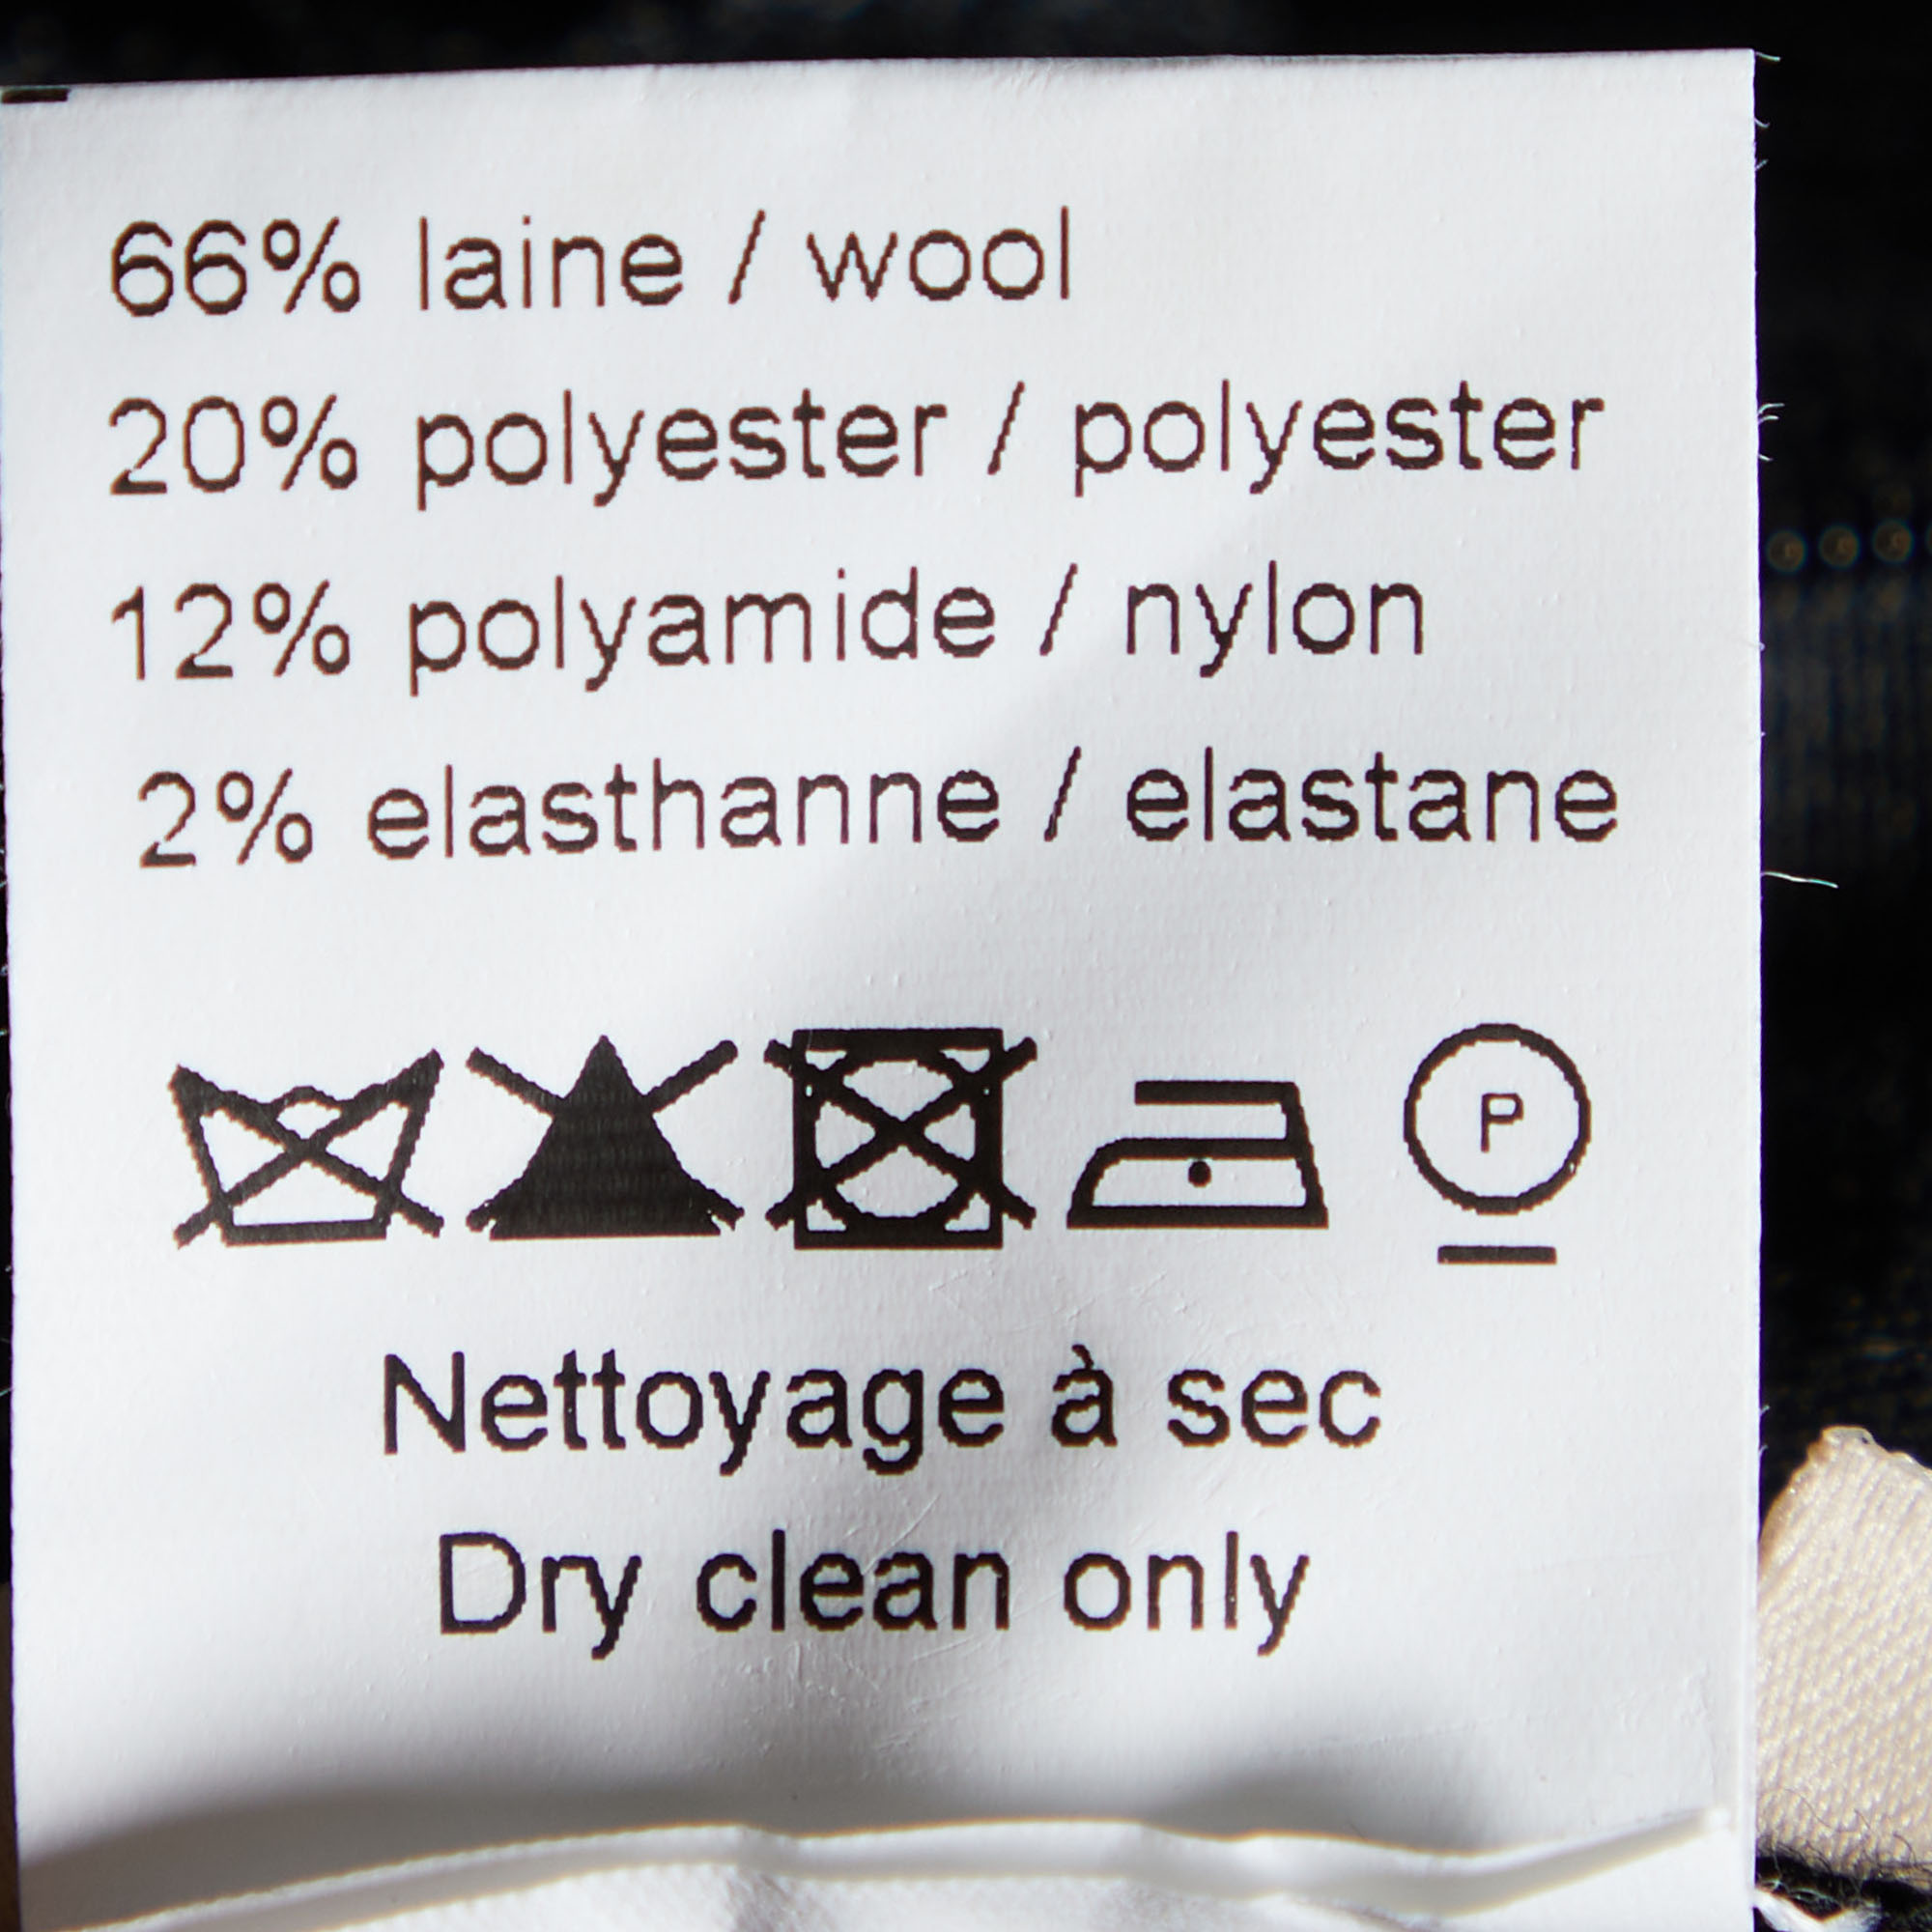 66% laine / wool
20% polyester / polyester
12% polyamide / nylon
2% elasthanne / elastane
P
Nettoyage à sec
Dry clean only